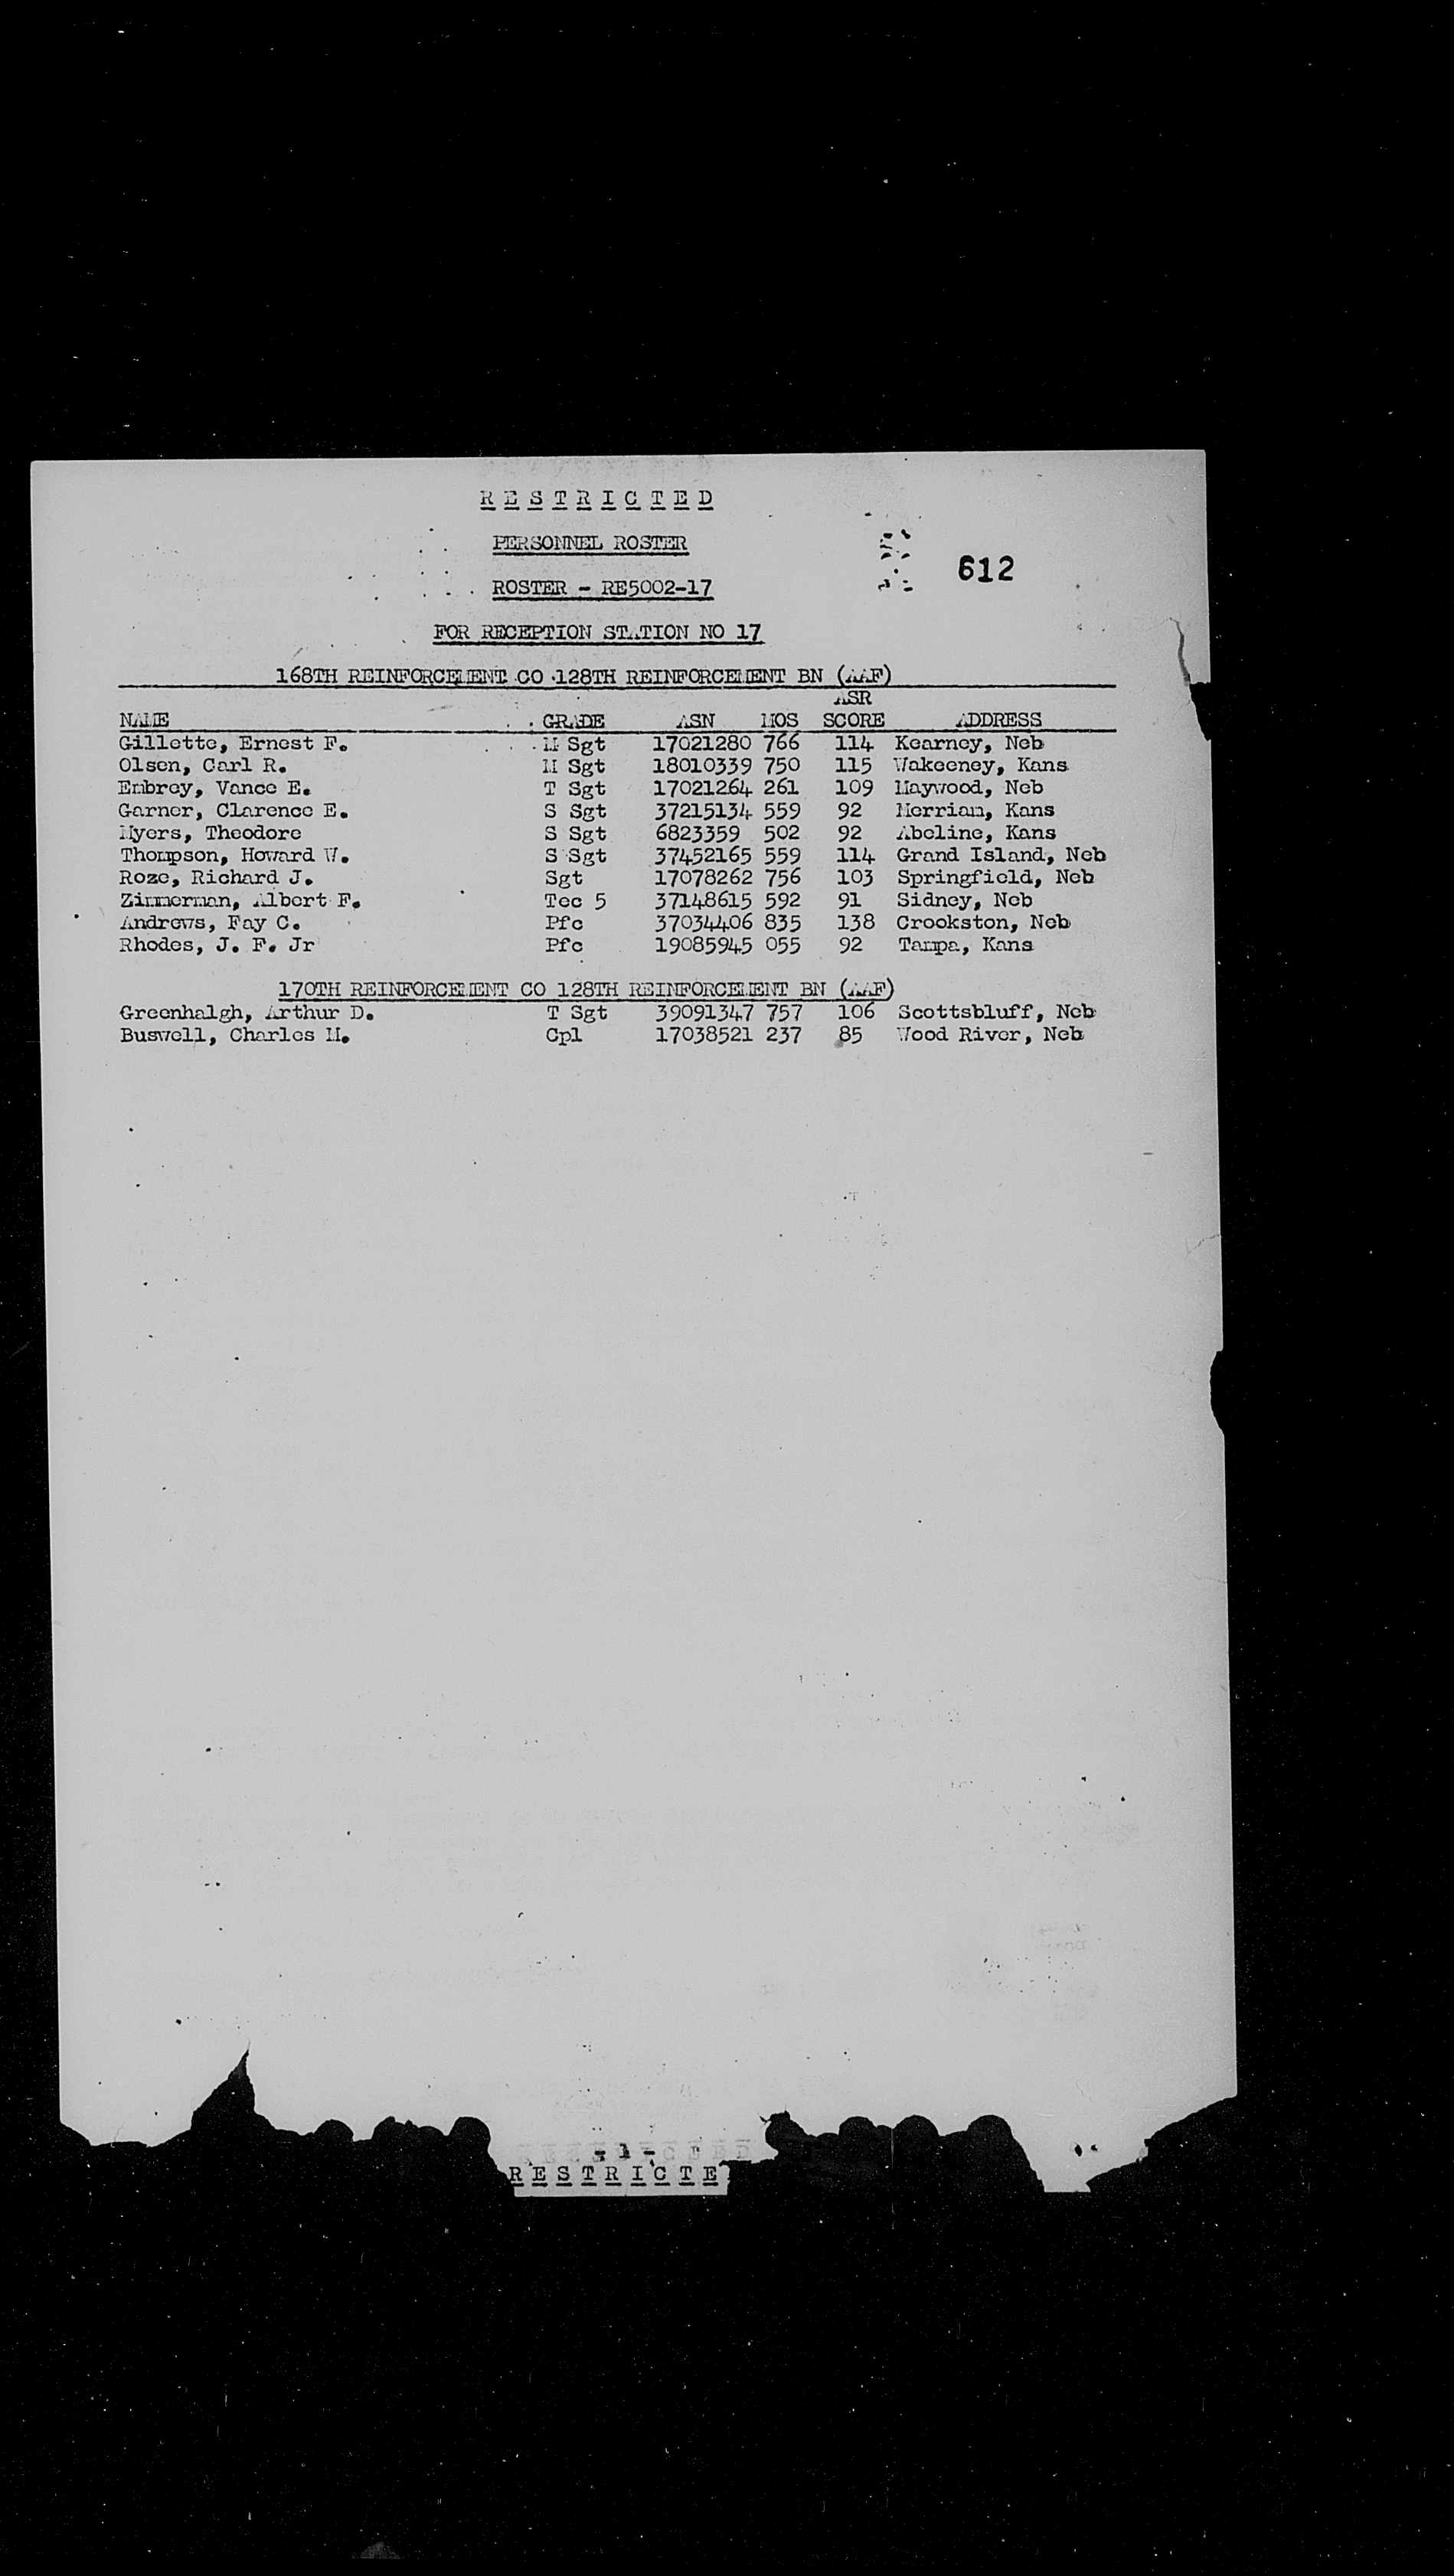 R E S T R I C T E D
PERSONNEL ROSTER
612
ROSTER - RE5002-17
FOR RECEPTION STATION NO 17
168TH REINFORCEMENT CO 128TH REINFORCEMENT BN (AAF)
ASR
NAME GRADE ASN MOS SCORE ADDRESS
Gillette, Ernest F. M Sgt 17021280 766 114 Kearney, Neb
Olsen, Carl R. M Sgt 18010339 750 115 Wakeeney, Kans
Embrey, Vance E. T Sgt 17021264 261 109 Maywood, Neb
Garner, Clarence E. S Sgt 37215134 559 92 Merriam, Kans
Myers, Theodore S Sgt 6823359 502 92 Abeline, Kans
Thompson, Howard W. S Sgt 37452165 559 114 Grand Island, Neb
Roze, Richard J. Sgt 17078262 756 103 Springfield, Neb
Zimmerman, Albert F. Tec 5 37148615 592 91 Sidney, Neb
Andrews, Fay C. Pfc 37034406 835 138 Crookston, Neb
Rhodes, J. F. Jr Pfc 19085945 055 92 Tampa, Kans
170TH REINFORCEMENT CO 128TH REINFORCEMENT BN (AAF)
Greenhalgh, Arthur D. T Sgt 39091347 757 106 Scottsbluff, Neb
Buswell, Charles M. Cpl 17038521 237 85 Wood River, Neb
- 1 -
R E S T R I C T E